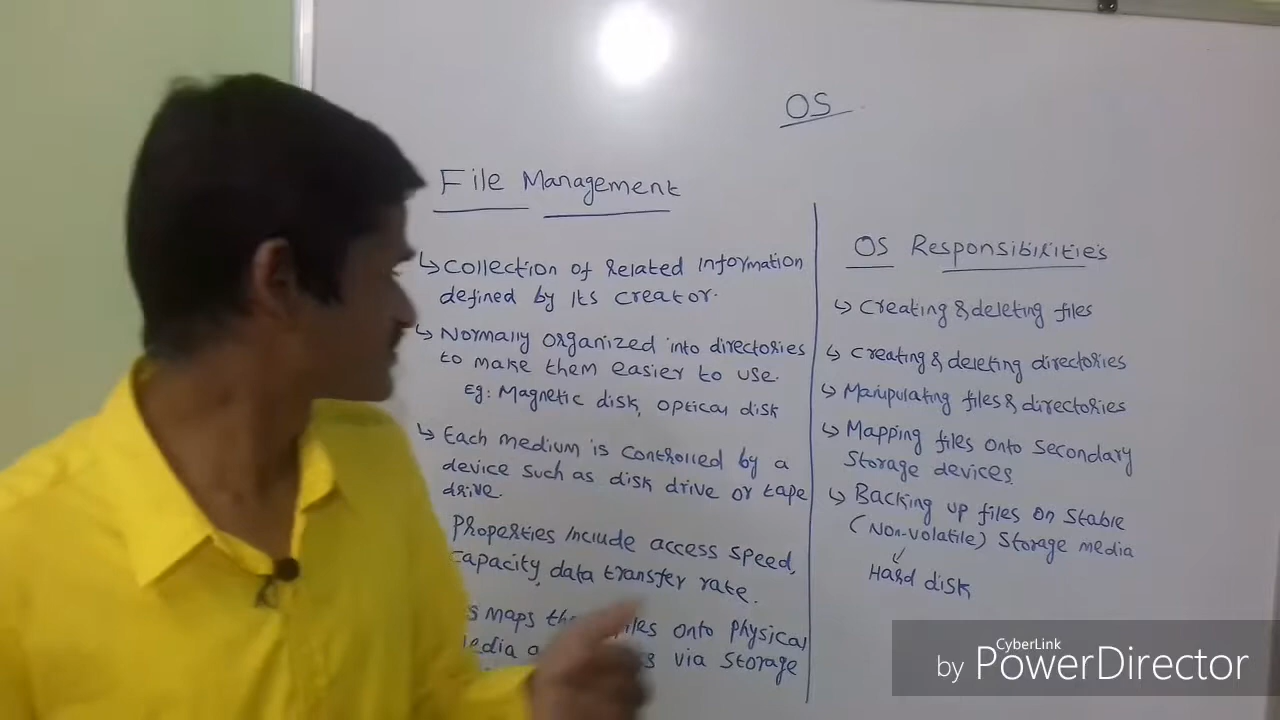 OS
File Management
Collection of Related Information
defined by its creator.
Normally organized into directories
to make them easier to use.
Eg: Magnetic disk, optical disk
Each medium is controlled by a
device such as disk drive or tape
drive.
Properties include access speed,
capacity, data transfer rate.
maps files onto physical
via storage
OS Responsibilities
Creating & deleting files
Creating & deleting directories
Manipulating files & directories
Mapping files onto secondary
storage devices.
Backing up files on stable
(Non-volatile) storage media
Hard disk
CyberLink
by PowerDirector